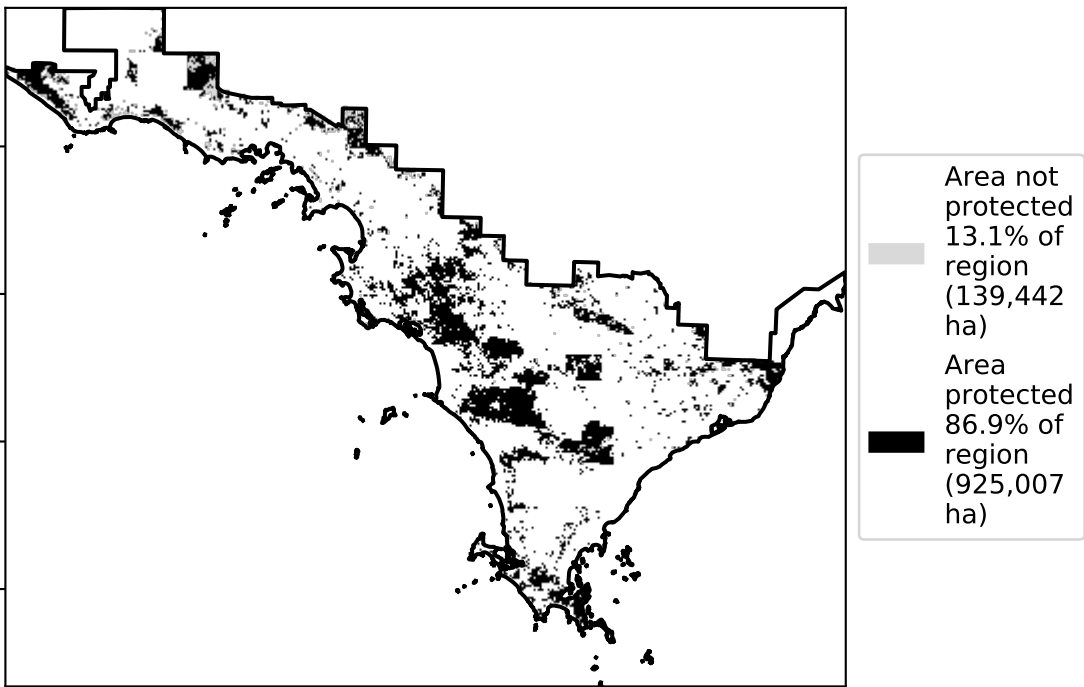 Area not
protected
13.1% of
region
(139,442
ha)
Area
protected
86.9% of
region
(925,007
ha)